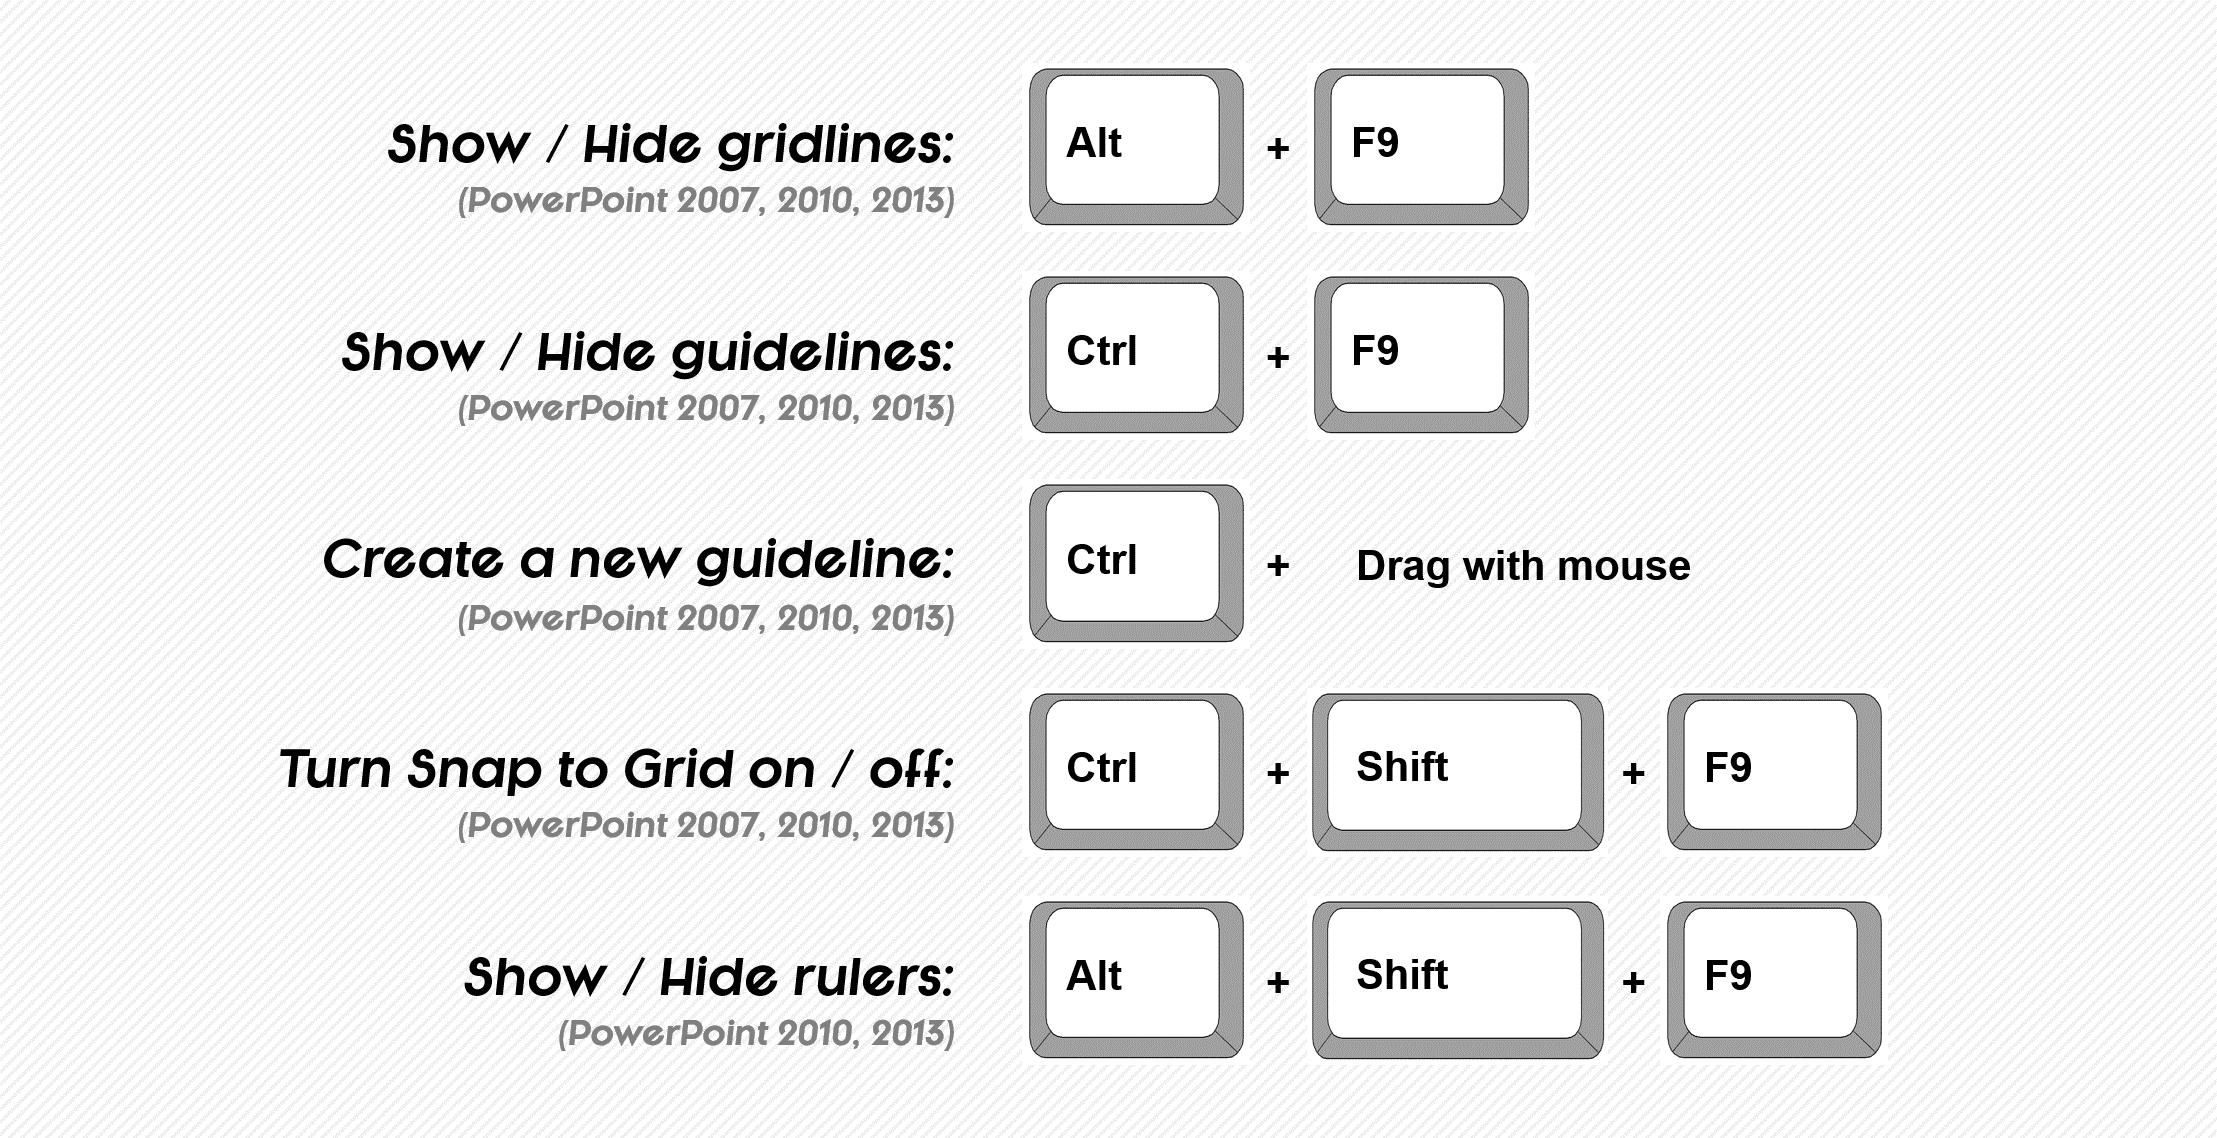 Show / Hide gridlines: Alt + F9
(PowerPoint 2007, 2010, 2013)
Show / Hide guidelines: Ctrl + F9
(PowerPoint 2007, 2010, 2013)
Create a new guideline: Ctrl + Drag with mouse
(PowerPoint 2007, 2010, 2013)
Turn Snap to Grid on / off: Ctrl + Shift + F9
(PowerPoint 2007, 2010, 2013)
Show / Hide rulers: Alt + Shift + F9
(PowerPoint 2010, 2013)